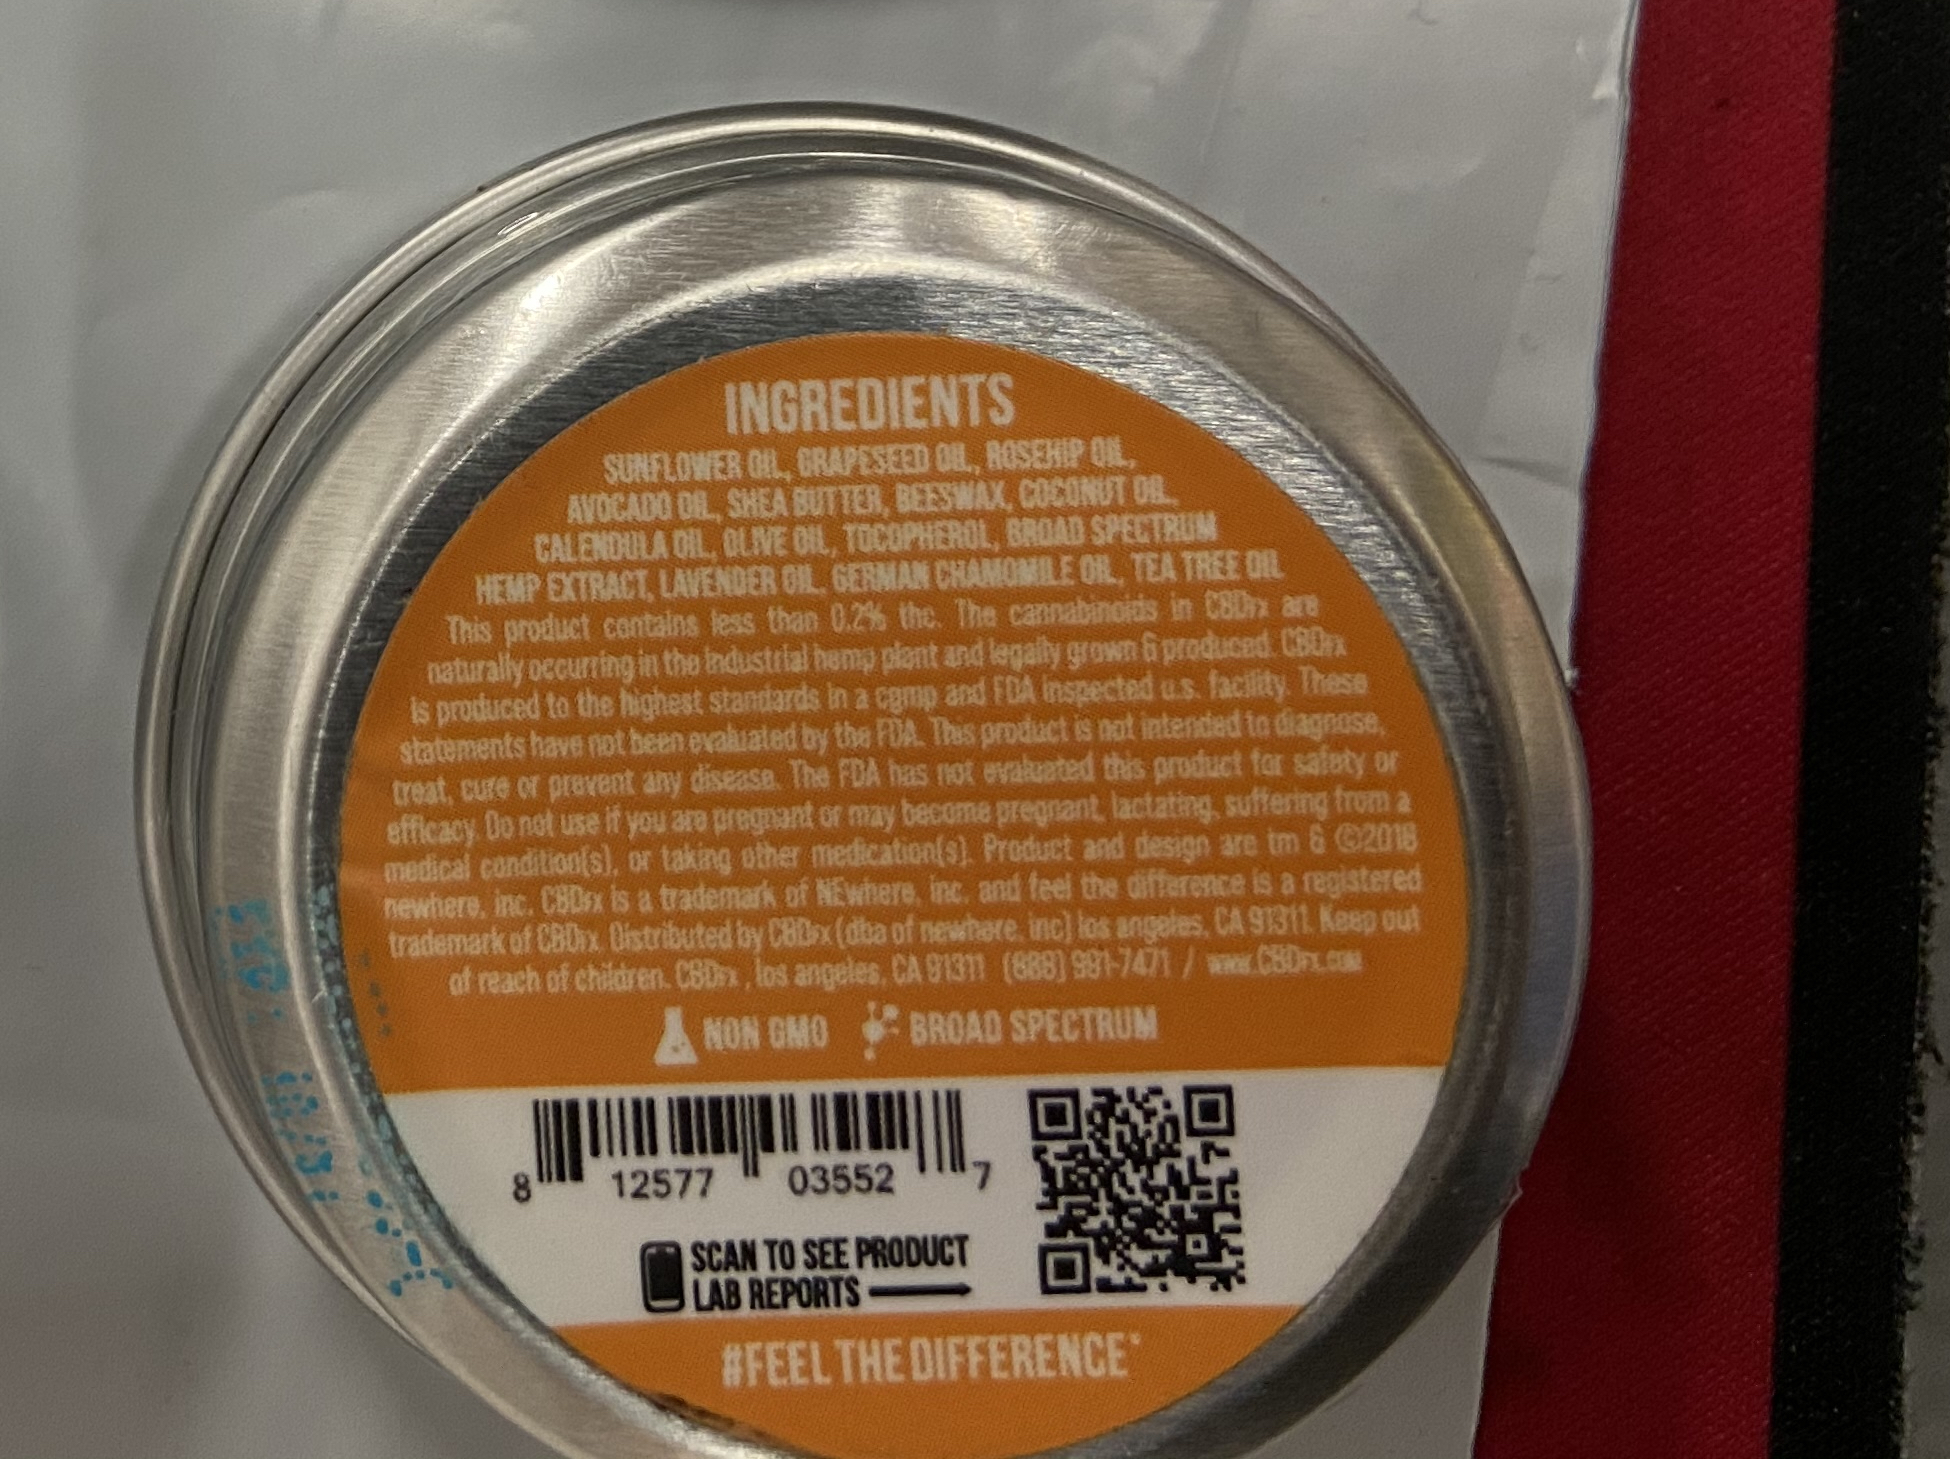 INGREDIENTS
SUNFLOWER OIL, GRAPESEED OIL, ROSEHIP OIL,
AVOCADO OIL, SHEA BUTTER, BEESWAX, COCONUT OIL,
CALENDULA OIL, OLIVE OIL, TOCOPHEROL, BROAD SPECTRUM
HEMP EXTRACT, LAVENDER OIL, GERMAN CHAMOMILE OIL, TEA TREE OIL
This product contains less than 0.2% thc. The cannabinoids in CBDrx are
naturally occurring in the industrial hemp plant and legally grown & produced. CBDrx
is produced to the highest standards in a cgmp and FDA inspected u.s. facility. These
statements have not been evaluated by the FDA. This product is not intended to diagnose,
treat, cure or prevent any disease. The FDA has not evaluated this product for safety or
efficacy. Do not use if you are pregnant or may become pregnant, lactating, suffering from a
medical condition(s), or taking other medication(s). Product and design are tm & ©2018
newhere, inc. CBDrx is a trademark of NEwhere, inc. and feel the difference is a registered
trademark of CBDrx. Distributed by CBDrx (dba of newhere, inc) los angeles, CA 91311. Keep out
of reach of children. CBDrx , los angeles, CA 91311 (888) 991-7471 / www.CBDrx.com
NON GMO BROAD SPECTRUM
8 12577 03552 7
SCAN TO SEE PRODUCT
LAB REPORTS
#FEEL THE DIFFERENCE